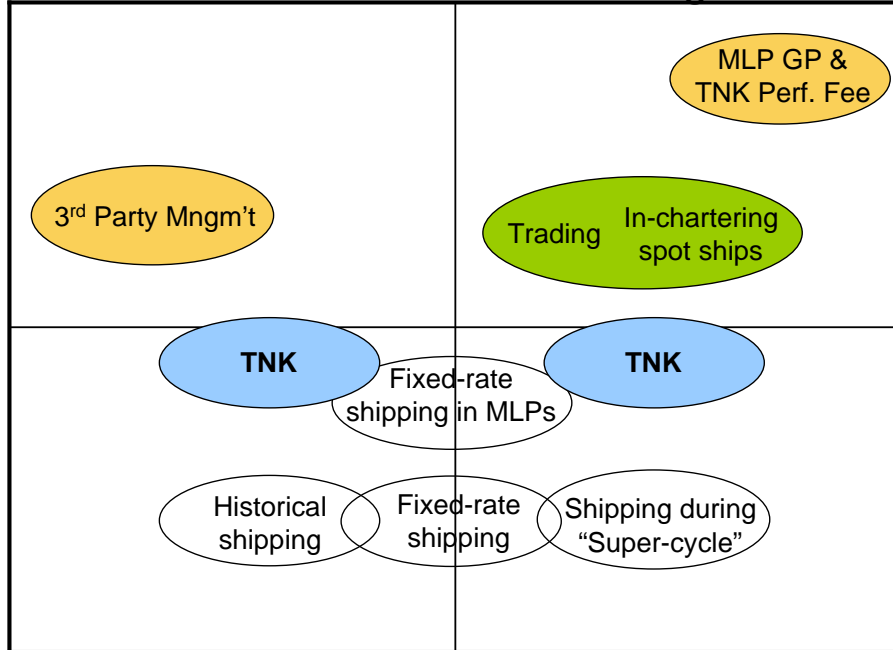 MLP GP &
TNK Perf. Fee
3rd Party Mngm’t
Trading
In-chartering
spot ships
TNK
TNK
Fixed-rate
shipping in MLPs
Historical
shipping
Fixed-rate
shipping
Shipping during
“Super-cycle”